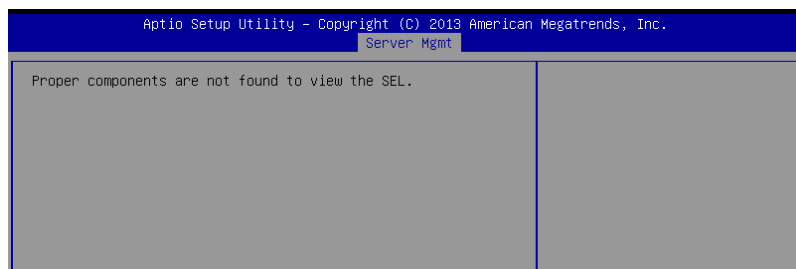 Aptio Setup Utility – Copyright (C) 2013 American Megatrends, Inc.
Server Mgmt
Proper components are not found to view the SEL.